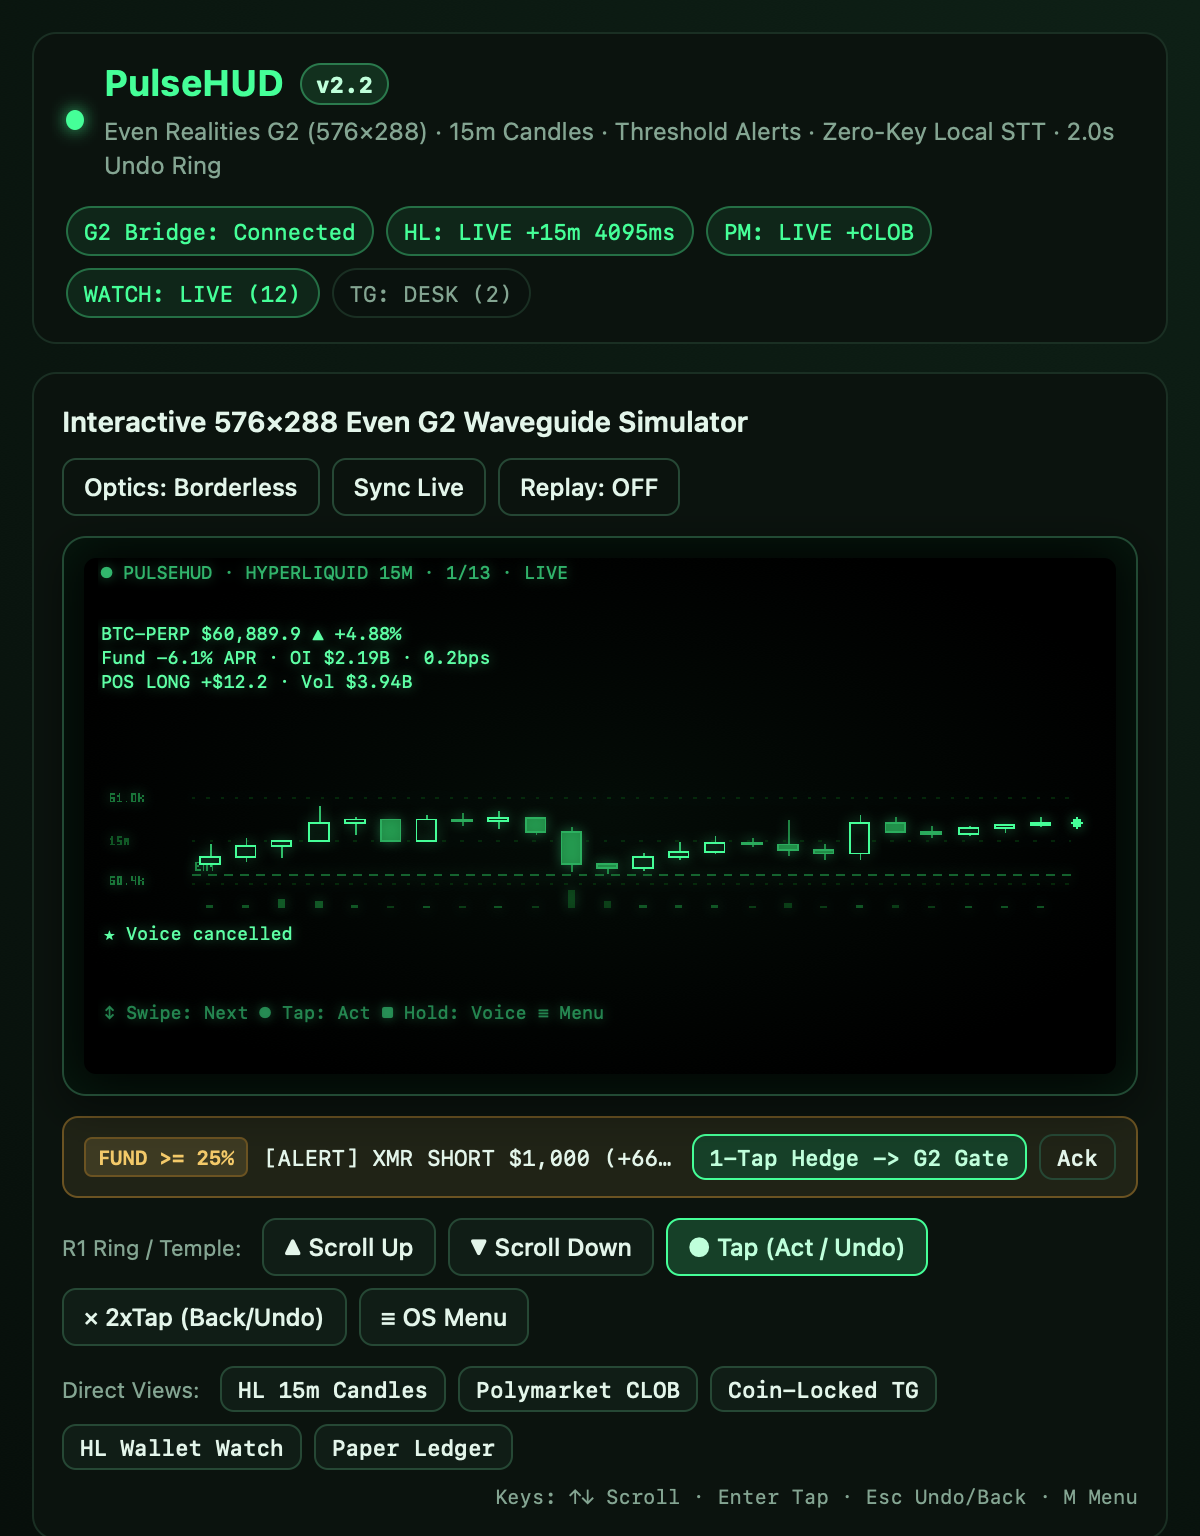 PulseHUD v2.2
Even Realities G2 (576×288) · 15m Candles · Threshold Alerts · Zero-Key Local STT · 2.0s
Undo Ring
G2 Bridge: Connected
HL: LIVE +15m 4095ms
PM: LIVE +CLOB
WATCH: LIVE (12)
TG: DESK (2)
Interactive 576×288 Even G2 Waveguide Simulator
Optics: Borderless
Sync Live
Replay: OFF
● PULSEHUD · HYPERLIQUID 15M · 1/13 · LIVE
BTC-PERP $60,889.9 ▲ +4.88%
Fund -6.1% APR · OI $2.19B · 0.2bps
POS LONG +$12.2 · Vol $3.94B
61.0k
15m
60.4k
★ Voice cancelled
↕ Swipe: Next ● Tap: Act ■ Hold: Voice ≡ Menu
FUND >= 25%
[ALERT] XMR SHORT $1,000 (+66…
1-Tap Hedge -> G2 Gate
Ack
R1 Ring / Temple:
▲ Scroll Up
▼ Scroll Down
● Tap (Act / Undo)
× 2xTap (Back/Undo)
≡ OS Menu
Direct Views:
HL 15m Candles
Polymarket CLOB
Coin-Locked TG
HL Wallet Watch
Paper Ledger
Keys: ↑↓ Scroll · Enter Tap · Esc Undo/Back · M Menu